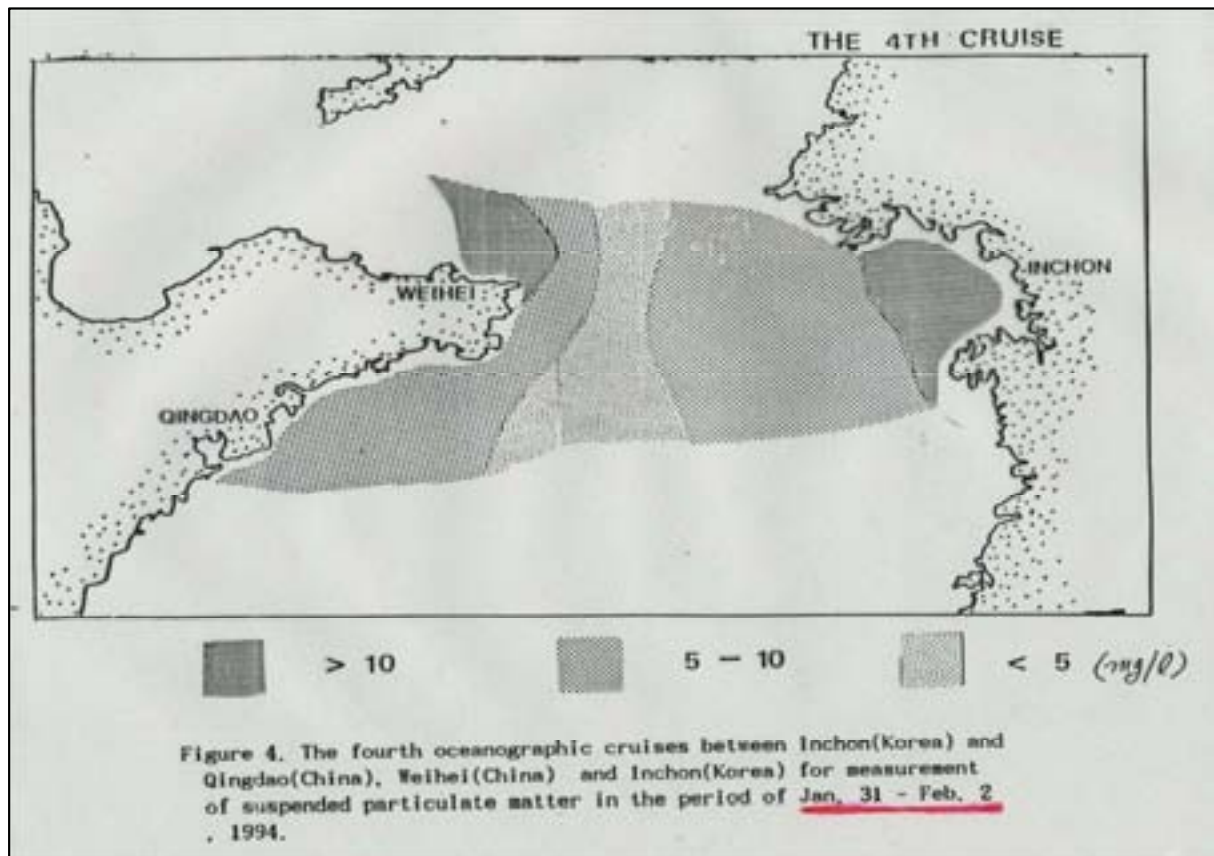 THE 4TH CRUISE
INCHON
WEIHEI
QINGDAO
> 10
5 - 10
< 5 (mg/l)
Figure 4. The fourth oceanographic cruises between Inchon(Korea) and
Qingdao(China), Weihei(China) and Inchon(Korea) for measurement
of suspended particulate matter in the period of Jan. 31 - Feb. 2
, 1994.